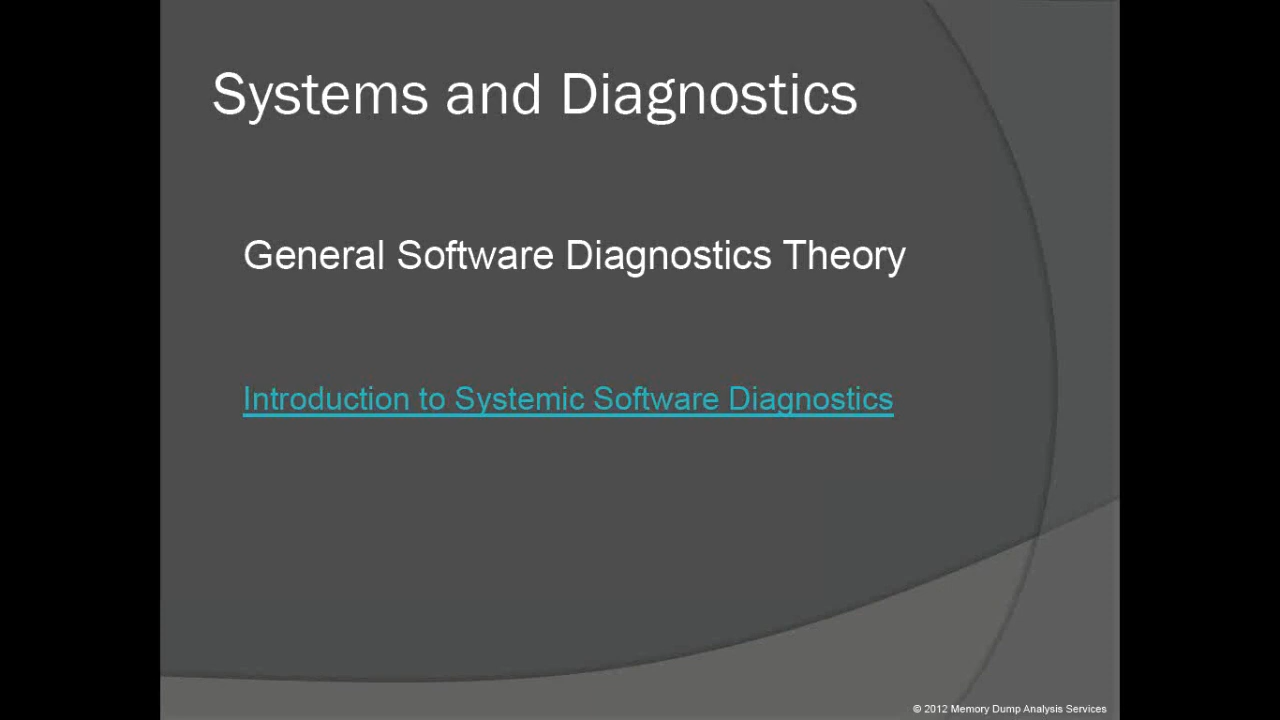 Systems and Diagnostics
General Software Diagnostics Theory
Introduction to Systemic Software Diagnostics
© 2012 Memory Dump Analysis Services